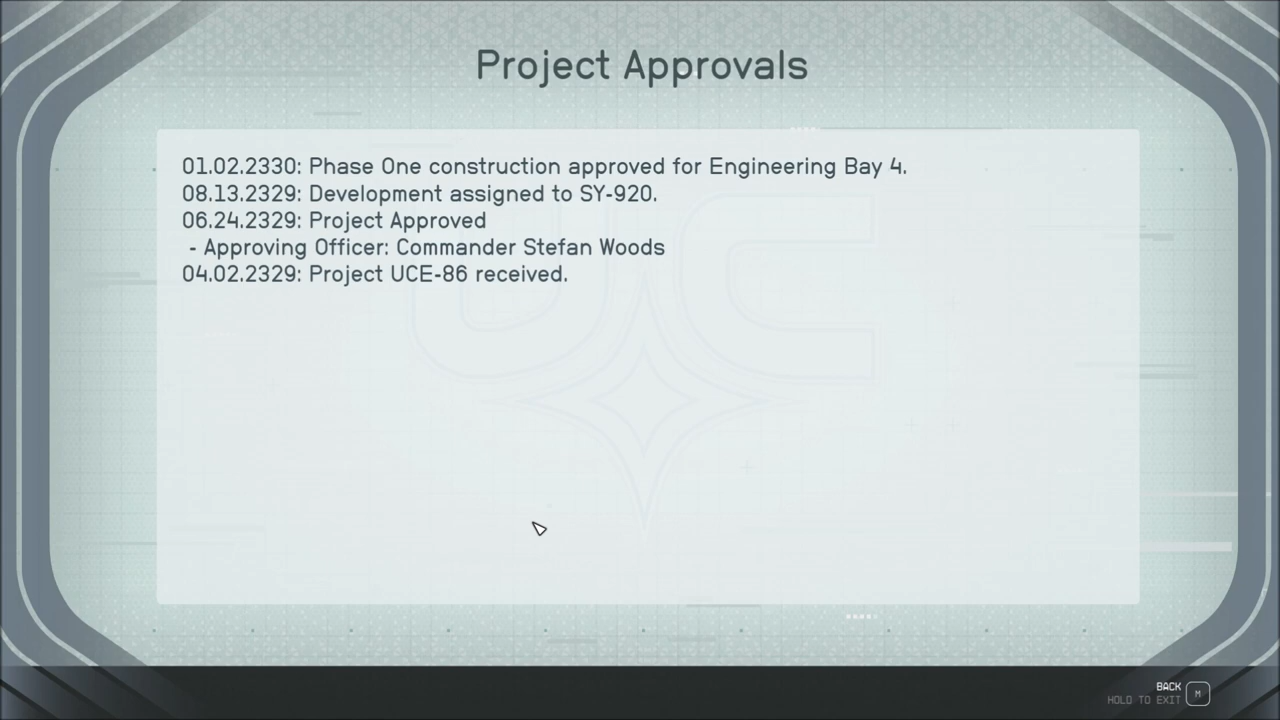 Project Approvals
01.02.2330: Phase One construction approved for Engineering Bay 4.
08.13.2329: Development assigned to SY-920.
06.24.2329: Project Approved
- Approving Officer: Commander Stefan Woods
04.02.2329: Project UCE-86 received.
UC
BACK
HOLD TO EXIT M